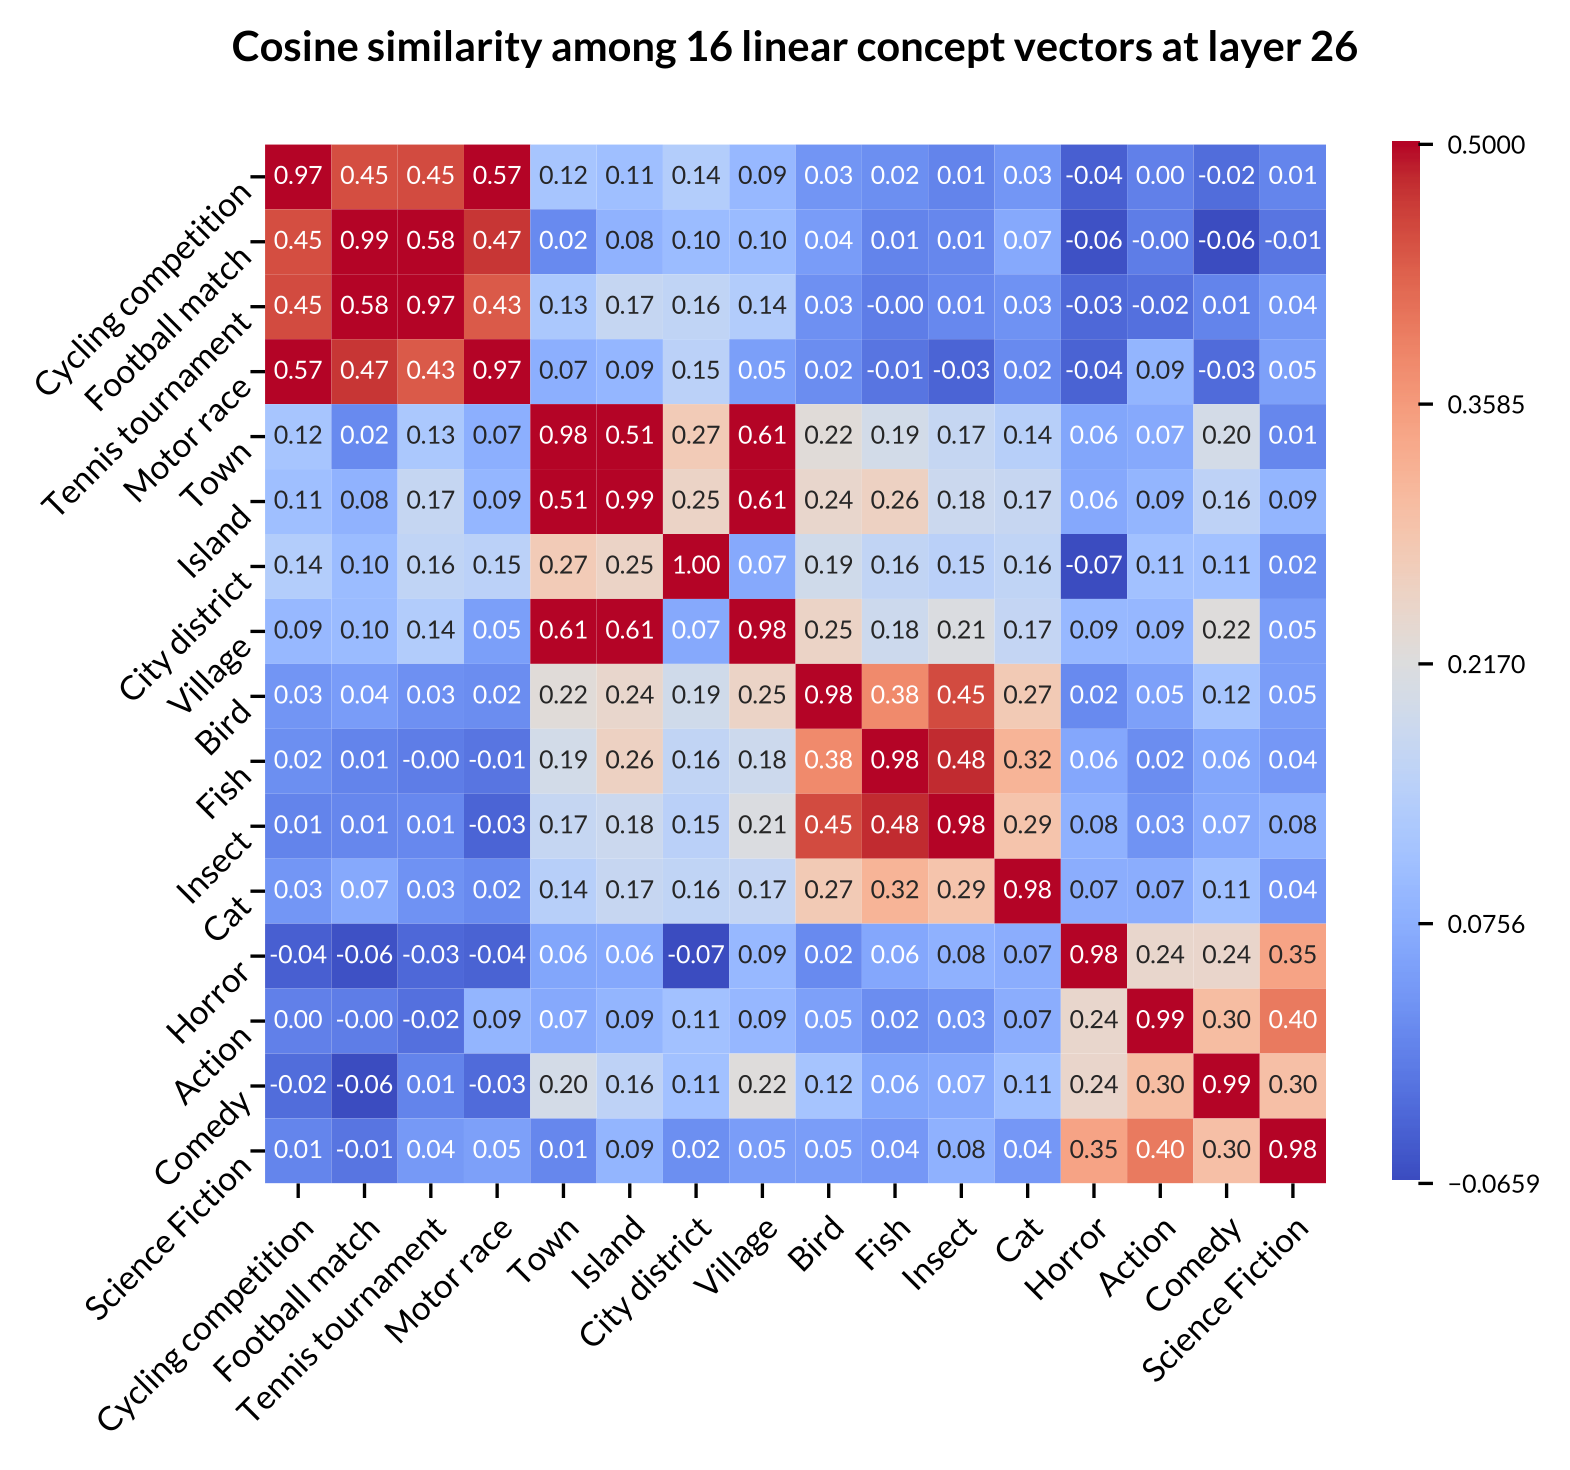 Cosine similarity among 16 linear concept vectors at layer 26
Cycling competition 0.97 0.45 0.45 0.57 0.12 0.11 0.14 0.09 0.03 0.02 0.01 0.03 -0.04 0.00 -0.02 0.01
Football match 0.45 0.99 0.58 0.47 0.02 0.08 0.10 0.10 0.04 0.01 0.01 0.07 -0.06 -0.00 -0.06 -0.01
Tennis tournament 0.45 0.58 0.97 0.43 0.13 0.17 0.16 0.14 0.03 -0.00 0.01 0.03 -0.03 -0.02 0.01 0.04
Motor race 0.57 0.47 0.43 0.97 0.07 0.09 0.15 0.05 0.02 -0.01 -0.03 0.02 -0.04 0.09 -0.03 0.05
Town 0.12 0.02 0.13 0.07 0.98 0.51 0.27 0.61 0.22 0.19 0.17 0.14 0.06 0.07 0.20 0.01
Island 0.11 0.08 0.17 0.09 0.51 0.99 0.25 0.61 0.24 0.26 0.18 0.17 0.06 0.09 0.16 0.09
City district 0.14 0.10 0.16 0.15 0.27 0.25 1.00 0.07 0.19 0.16 0.15 0.16 -0.07 0.11 0.11 0.02
Village 0.09 0.10 0.14 0.05 0.61 0.61 0.07 0.98 0.25 0.18 0.21 0.17 0.09 0.09 0.22 0.05
Bird 0.03 0.04 0.03 0.02 0.22 0.24 0.19 0.25 0.98 0.38 0.45 0.27 0.02 0.05 0.12 0.05
Fish 0.02 0.01 -0.00 -0.01 0.19 0.26 0.16 0.18 0.38 0.98 0.48 0.32 0.06 0.02 0.06 0.04
Insect 0.01 0.01 0.01 -0.03 0.17 0.18 0.15 0.21 0.45 0.48 0.98 0.29 0.08 0.03 0.07 0.08
Cat 0.03 0.07 0.03 0.02 0.14 0.17 0.16 0.17 0.27 0.32 0.29 0.98 0.07 0.07 0.11 0.04
Horror -0.04 -0.06 -0.03 -0.04 0.06 0.06 -0.07 0.09 0.02 0.06 0.08 0.07 0.98 0.24 0.24 0.35
Action 0.00 -0.00 -0.02 0.09 0.07 0.09 0.11 0.09 0.05 0.02 0.03 0.07 0.24 0.99 0.30 0.40
Comedy -0.02 -0.06 0.01 -0.03 0.20 0.16 0.11 0.22 0.12 0.06 0.07 0.11 0.24 0.30 0.99 0.30
Science Fiction 0.01 -0.01 0.04 0.05 0.01 0.09 0.02 0.05 0.05 0.04 0.08 0.04 0.35 0.40 0.30 0.98
Cycling competition
Football match
Tennis tournament
Motor race
Town
Island
City district
Village
Bird
Fish
Insect
Cat
Horror
Action
Comedy
Science Fiction
0.5000
0.3585
0.2170
0.0756
−0.0659